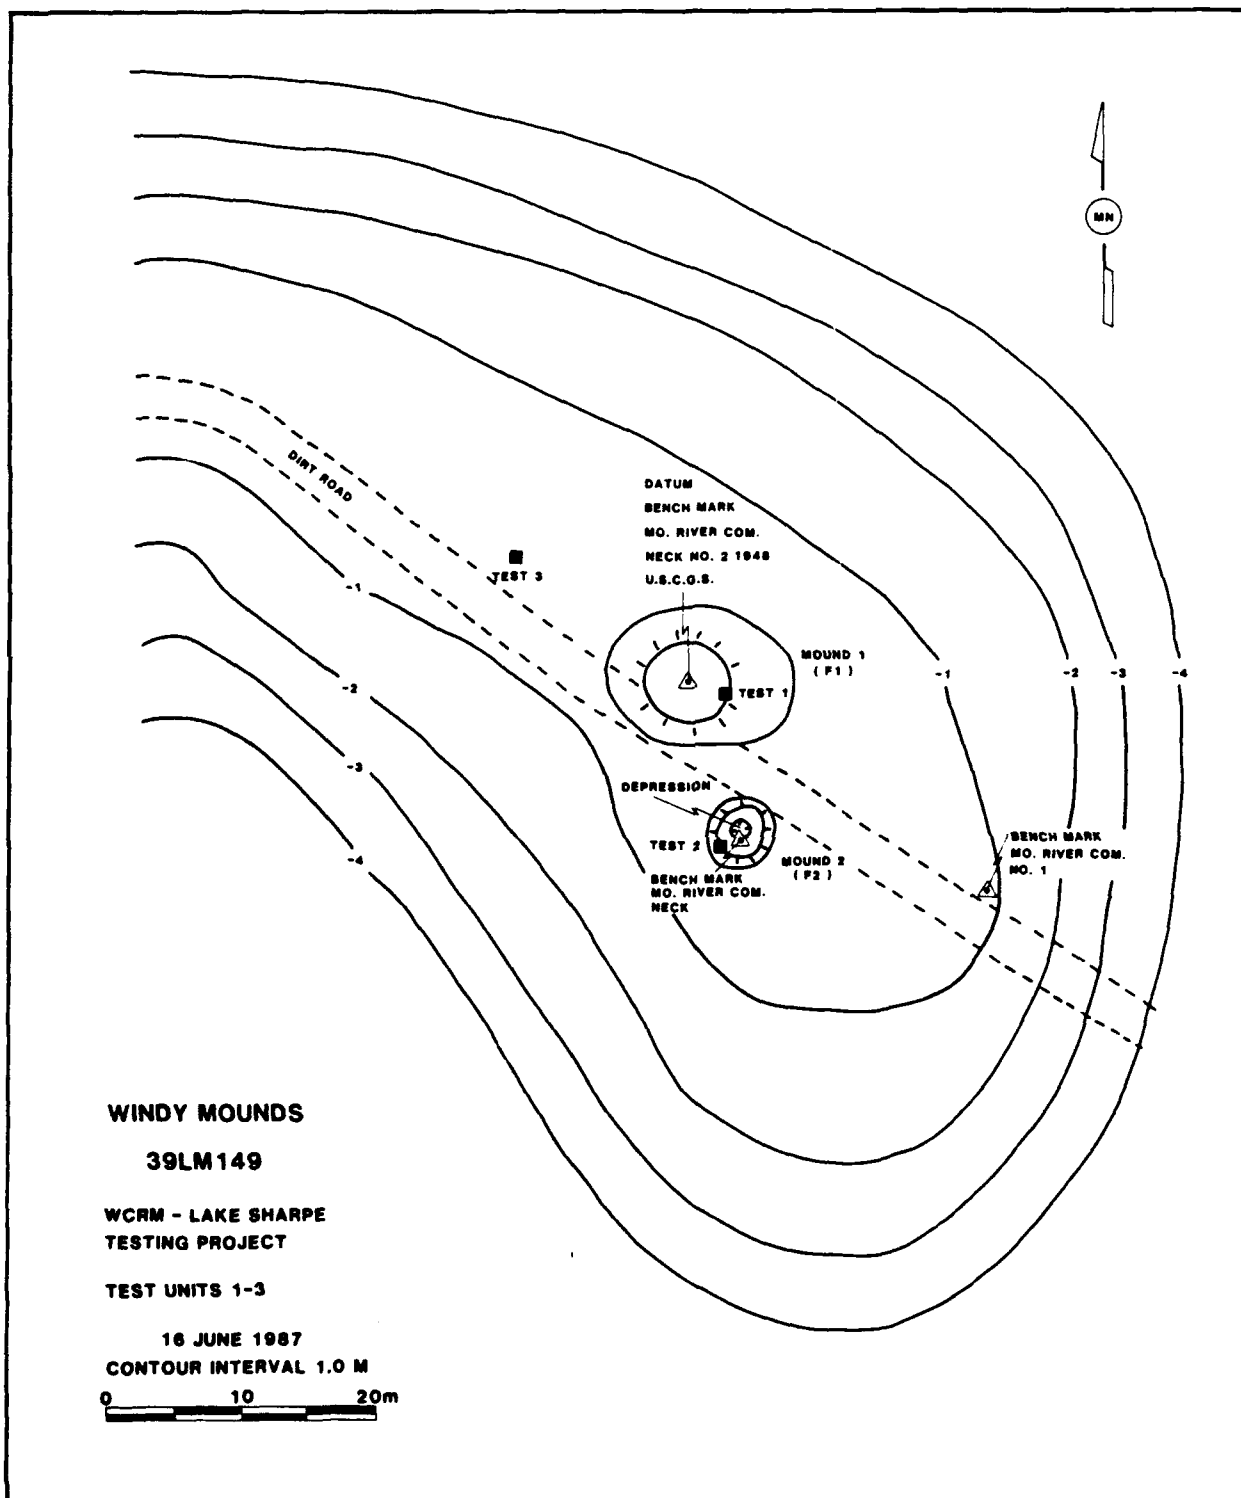 MN
DIRT ROAD
DATUM
BENCH MARK
MO. RIVER COM.
NECK NO. 2 1948
U.S.C.G.S.
TEST 3
-1
MOUND 1
( F1 )
TEST 1
-1
-2
-3
-4
-2
-3
-4
DEPRESSION
TEST 2
MOUND 2
( F2 )
BENCH MARK
MO. RIVER COM.
NECK
BENCH MARK
MO. RIVER COM.
NO. 1
WINDY MOUNDS
39LM149
WCRM - LAKE SHARPE
TESTING PROJECT
TEST UNITS 1-3
16 JUNE 1987
CONTOUR INTERVAL 1.0 M
0 10 20m